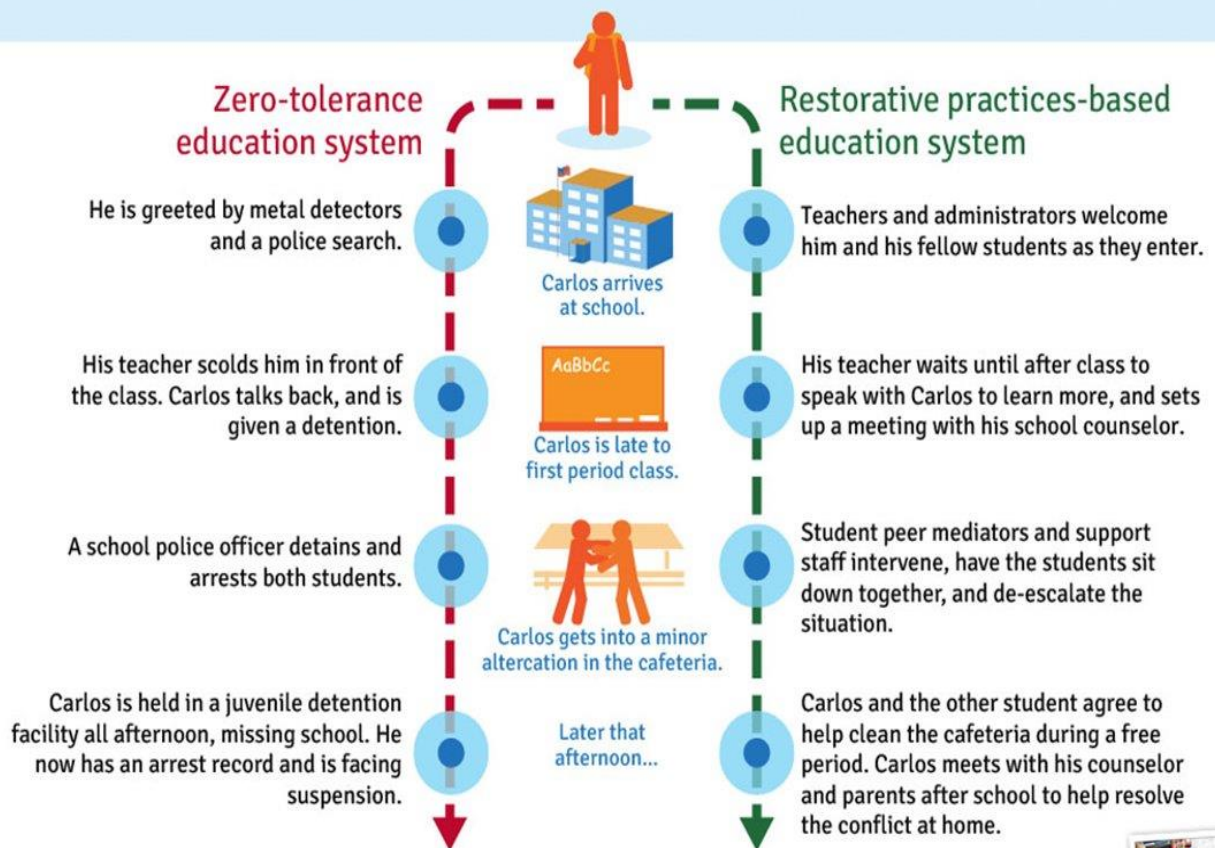 Zero-tolerance
education system
Restorative practices-based
education system
He is greeted by metal detectors
and a police search.
Carlos arrives
at school.
Teachers and administrators welcome
him and his fellow students as they enter.
His teacher scolds him in front of
the class. Carlos talks back, and is
given a detention.
AaBbCc
Carlos is late to
first period class.
His teacher waits until after class to
speak with Carlos to learn more, and sets
up a meeting with his school counselor.
A school police officer detains and
arrests both students.
Carlos gets into a minor
altercation in the cafeteria.
Student peer mediators and support
staff intervene, have the students sit
down together, and de-escalate the
situation.
Carlos is held in a juvenile detention
facility all afternoon, missing school. He
now has an arrest record and is facing
suspension.
Later that
afternoon...
Carlos and the other student agree to
help clean the cafeteria during a free
period. Carlos meets with his counselor
and parents after school to help resolve
the conflict at home.